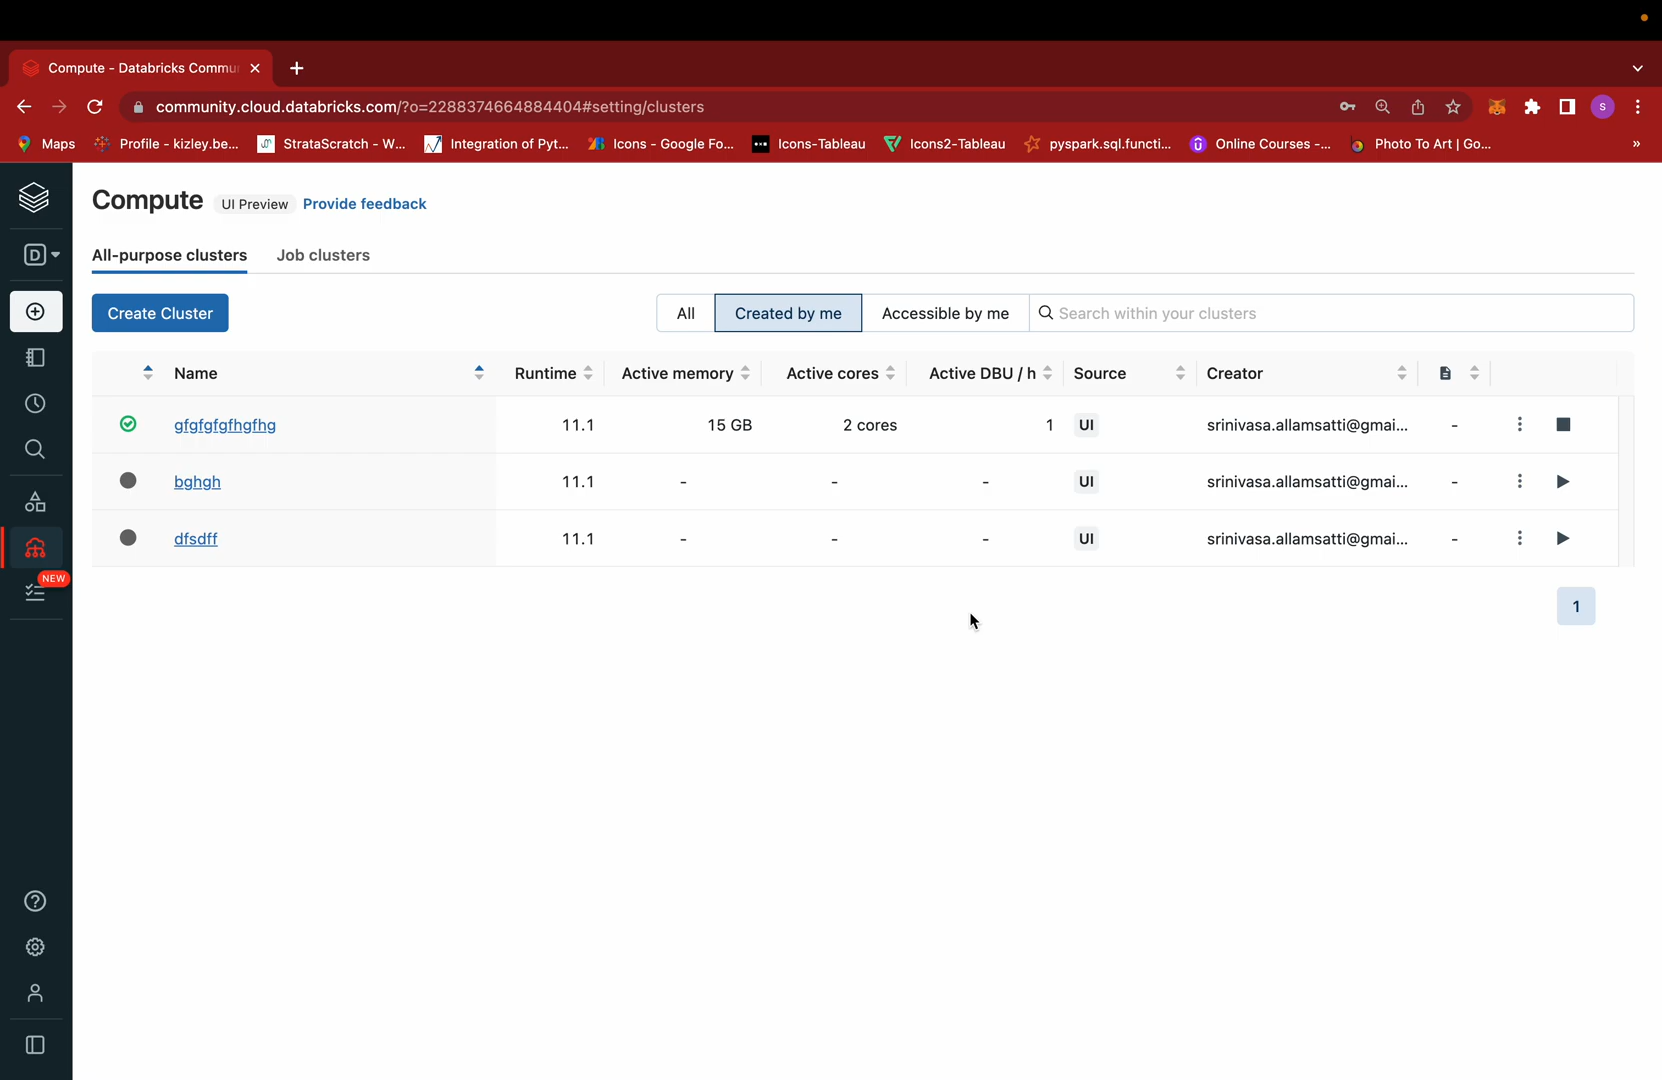 Compute - Databricks Commu
community.cloud.databricks.com/?o=2288374664884404#setting/clusters
S
Maps
Profile - kizley.be...
StrataScratch - W...
Integration of Pyt...
Icons - Google Fo...
Icons-Tableau
Icons2-Tableau
pyspark.sql.functi...
Online Courses -...
Photo To Art | Go...
»
Compute UI Preview Provide feedback
D
All-purpose clusters Job clusters
Create Cluster All Created by me Accessible by me Search within your clusters
Name Runtime Active memory Active cores Active DBU / h Source Creator
gfgfgfgfhgfhg 11.1 15 GB 2 cores 1 UI srinivasa.allamsatti@gmai... -
bghgh 11.1 - - - UI srinivasa.allamsatti@gmai... -
dfsdff 11.1 - - - UI srinivasa.allamsatti@gmai... -
NEW
1